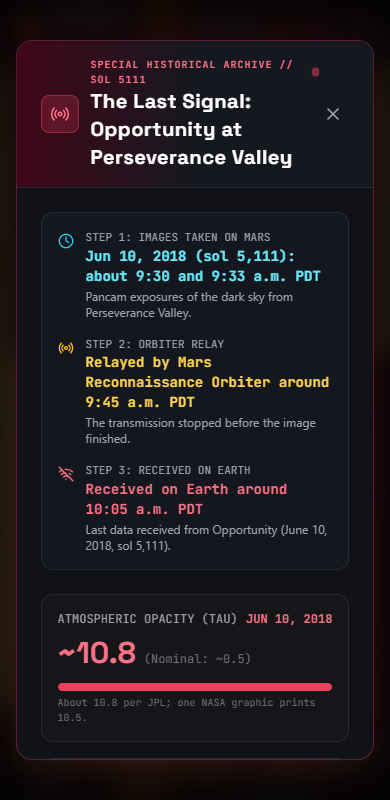 SPECIAL HISTORICAL ARCHIVE //
SOL 5111
The Last Signal:
Opportunity at
Perseverance Valley
STEP 1: IMAGES TAKEN ON MARS
Jun 10, 2018 (sol 5,111):
about 9:30 and 9:33 a.m. PDT
Pancam exposures of the dark sky from
Perseverance Valley.
STEP 2: ORBITER RELAY
Relayed by Mars
Reconnaissance Orbiter around
9:45 a.m. PDT
The transmission stopped before the image
finished.
STEP 3: RECEIVED ON EARTH
Received on Earth around
10:05 a.m. PDT
Last data received from Opportunity (June 10,
2018, sol 5,111).
ATMOSPHERIC OPACITY (TAU) JUN 10, 2018
~10.8 (Nominal: ~0.5)
About 10.8 per JPL; one NASA graphic prints
10.5.